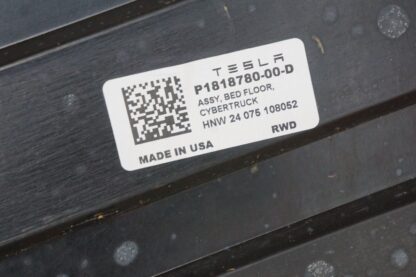 TESLA
P1818780-00-D
ASSY, BED FLOOR,
CYBERTRUCK
HNW 24 075 108052
MADE IN USA
RWD